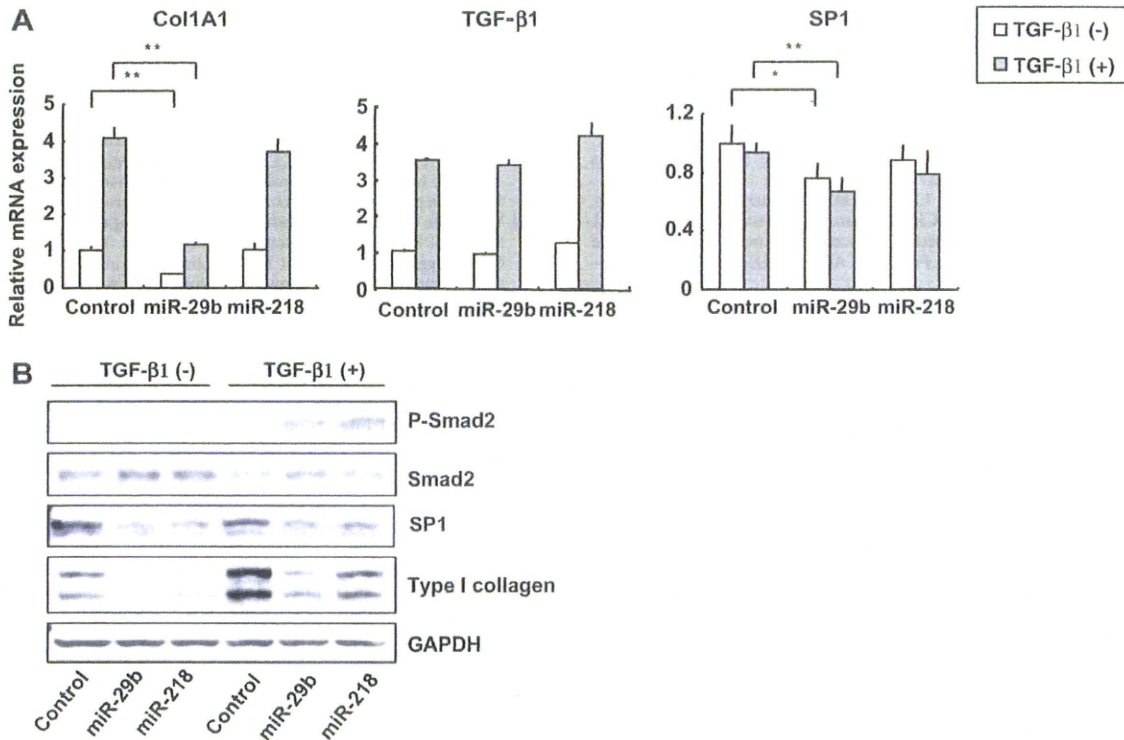 A
Col1A1
TGF-β1
SP1
TGF-β1 (-)
TGF-β1 (+)
**
**
**
*
Relative mRNA expression
5
4
3
2
1
0
Control miR-29b miR-218
5
4
3
2
1
0
Control miR-29b miR-218
1.2
0.8
0.4
0
Control miR-29b miR-218
B
TGF-β1 (-) TGF-β1 (+)
P-Smad2
Smad2
SP1
Type I collagen
GAPDH
Control miR-29b miR-218 Control miR-29b miR-218